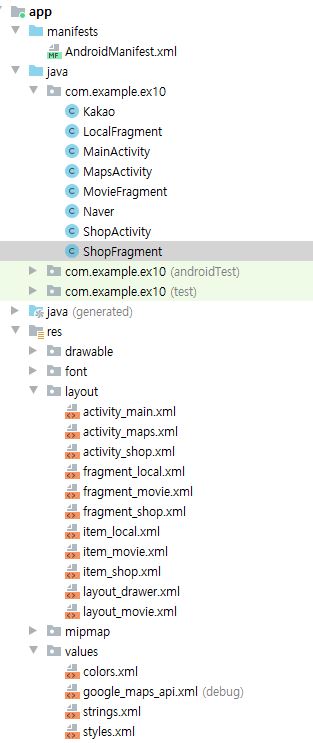 app
manifests
AndroidManifest.xml
java
com.example.ex10
Kakao
LocalFragment
MainActivity
MapsActivity
MovieFragment
Naver
ShopActivity
ShopFragment
com.example.ex10 (androidTest)
com.example.ex10 (test)
java (generated)
res
drawable
font
layout
activity_main.xml
activity_maps.xml
activity_shop.xml
fragment_local.xml
fragment_movie.xml
fragment_shop.xml
item_local.xml
item_movie.xml
item_shop.xml
layout_drawer.xml
layout_movie.xml
mipmap
values
colors.xml
google_maps_api.xml (debug)
strings.xml
styles.xml